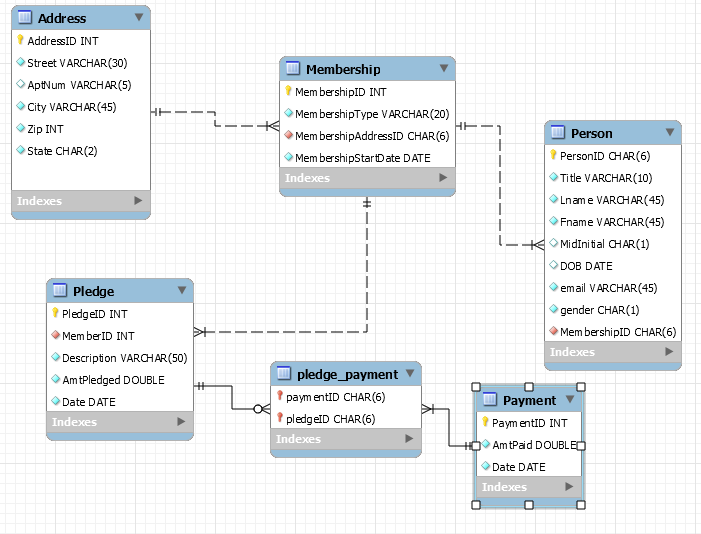 Address
AddressID INT
Street VARCHAR(30)
AptNum VARCHAR(5)
City VARCHAR(45)
Zip INT
State CHAR(2)
Indexes
Membership
MembershipID INT
MembershipType VARCHAR(20)
MembershipAddressID CHAR(6)
MembershipStartDate DATE
Indexes
Person
PersonID CHAR(6)
Title VARCHAR(10)
Lname VARCHAR(45)
Fname VARCHAR(45)
MidInitial CHAR(1)
DOB DATE
email VARCHAR(45)
gender CHAR(1)
MembershipID CHAR(6)
Indexes
Pledge
PledgeID INT
MemberID INT
Description VARCHAR(50)
AmtPledged DOUBLE
Date DATE
Indexes
pledge_payment
paymentID CHAR(6)
pledgeID CHAR(6)
Indexes
Payment
PaymentID INT
AmtPaid DOUBLE
Date DATE
Indexes